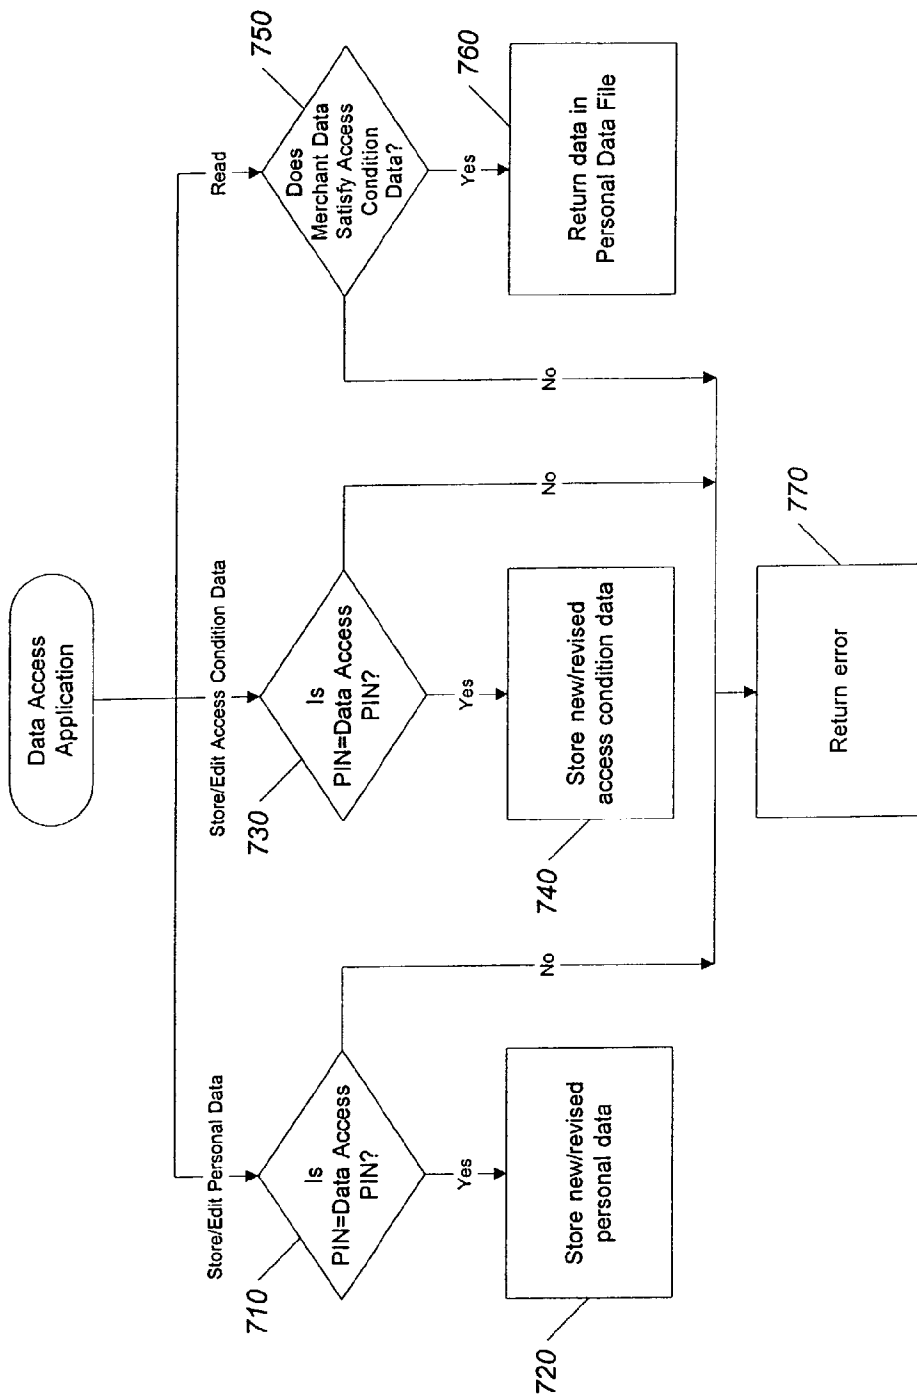 Data Access
Application
Store/Edit Personal Data
Store/Edit Access Condition Data
Read
710
Is
PIN=Data Access
PIN?
730
Is
PIN=Data Access
PIN?
750
Does
Merchant Data
Satisfy Access
Condition
Data?
Yes
No
Yes
No
Yes
No
720
Store new/revised
personal data
740
Store new/revised
access condition data
760
Return data in
Personal Data File
770
Return error